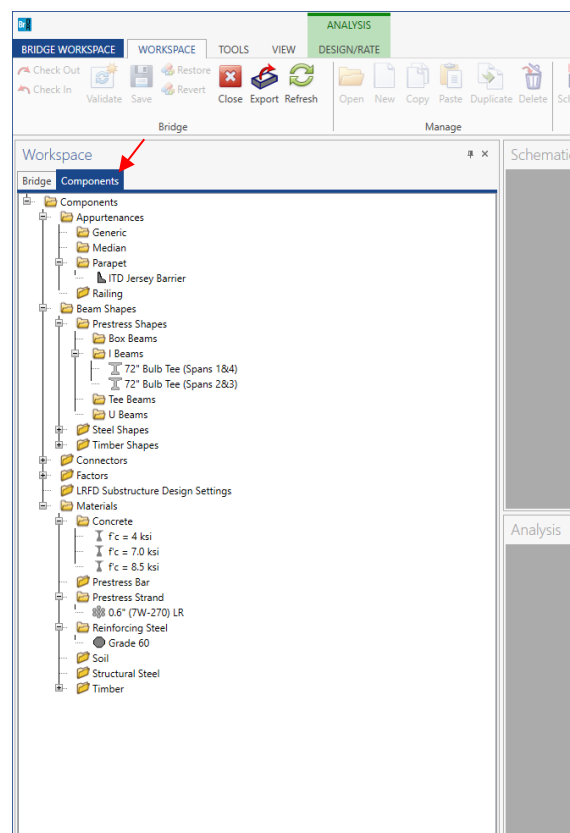 Br
ANALYSIS
BRIDGE WORKSPACE WORKSPACE TOOLS VIEW DESIGN/RATE
Check Out Restore
Check In Revert
Validate Save Close Export Refresh Open New Copy Paste Duplicate Delete
Bridge Manage
Workspace
Schematic
Bridge Components
Components
Appurtenances
Generic
Median
Parapet
ITD Jersey Barrier
Railing
Beam Shapes
Prestress Shapes
Box Beams
I Beams
72" Bulb Tee (Spans 1&4)
72" Bulb Tee (Spans 2&3)
Tee Beams
U Beams
Steel Shapes
Timber Shapes
Connectors
Factors
LRFD Substructure Design Settings
Materials
Concrete
f'c = 4 ksi
f'c = 7.0 ksi
f'c = 8.5 ksi
Prestress Bar
Prestress Strand
0.6" (7W-270) LR
Reinforcing Steel
Grade 60
Soil
Structural Steel
Timber
Analysis